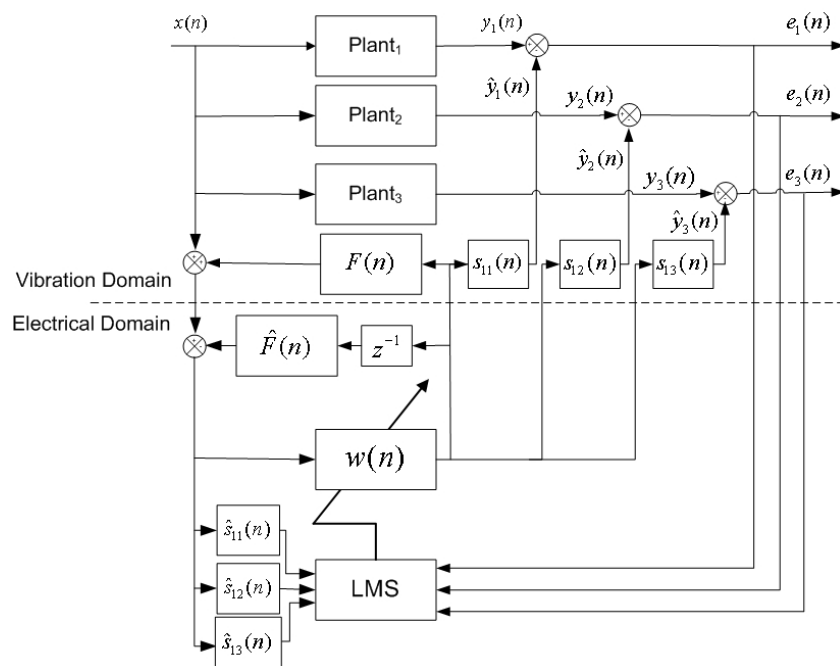 x(n)
Plant₁
y₁(n)
e₁(n)
ŷ₁(n)
Plant₂
y₂(n)
e₂(n)
ŷ₂(n)
Plant₃
y₃(n)
e₃(n)
ŷ₃(n)
F(n)
s₁₁(n)
s₁₂(n)
s₁₃(n)
Vibration Domain
Electrical Domain
F̂(n)
z⁻¹
w(n)
ŝ₁₁(n)
ŝ₁₂(n)
LMS
ŝ₁₃(n)